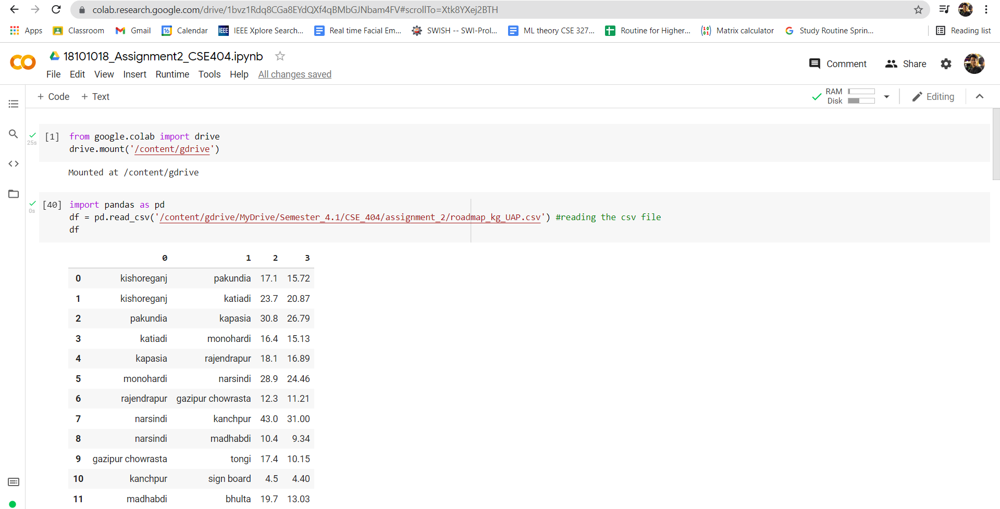 colab.research.google.com/drive/1bvz1Rdq8CGa8EYdQXf4qBMbGJNbam4FV#scrollTo=Xtk8YXej2BTH
Apps Classroom Gmail 16 Calendar IEEE IEEE Xplore Search... Real time Facial Em... SWISH -- SWI-Prol... ML theory CSE 327... Routine for Higher... Matrix calculator Study Routine Sprin... Reading list
18101018_Assignment2_CSE404.ipynb
File Edit View Insert Runtime Tools Help All changes saved
Comment Share
+ Code + Text
RAM
Disk
Editing
[1] from google.colab import drive
25s
drive.mount('/content/gdrive')
Mounted at /content/gdrive
[40] import pandas as pd
0s
df = pd.read_csv('/content/gdrive/MyDrive/Semester_4.1/CSE_404/assignment_2/roadmap_kg_UAP.csv') #reading the csv file
df
0 1 2 3
0 kishoreganj pakundia 17.1 15.72
1 kishoreganj katiadi 23.7 20.87
2 pakundia kapasia 30.8 26.79
3 katiadi monohardi 16.4 15.13
4 kapasia rajendrapur 18.1 16.89
5 monohardi narsindi 28.9 24.46
6 rajendrapur gazipur chowrasta 12.3 11.21
7 narsindi kanchpur 43.0 31.00
8 narsindi madhabdi 10.4 9.34
9 gazipur chowrasta tongi 17.4 10.15
10 kanchpur sign board 4.5 4.40
11 madhabdi bhulta 19.7 13.03